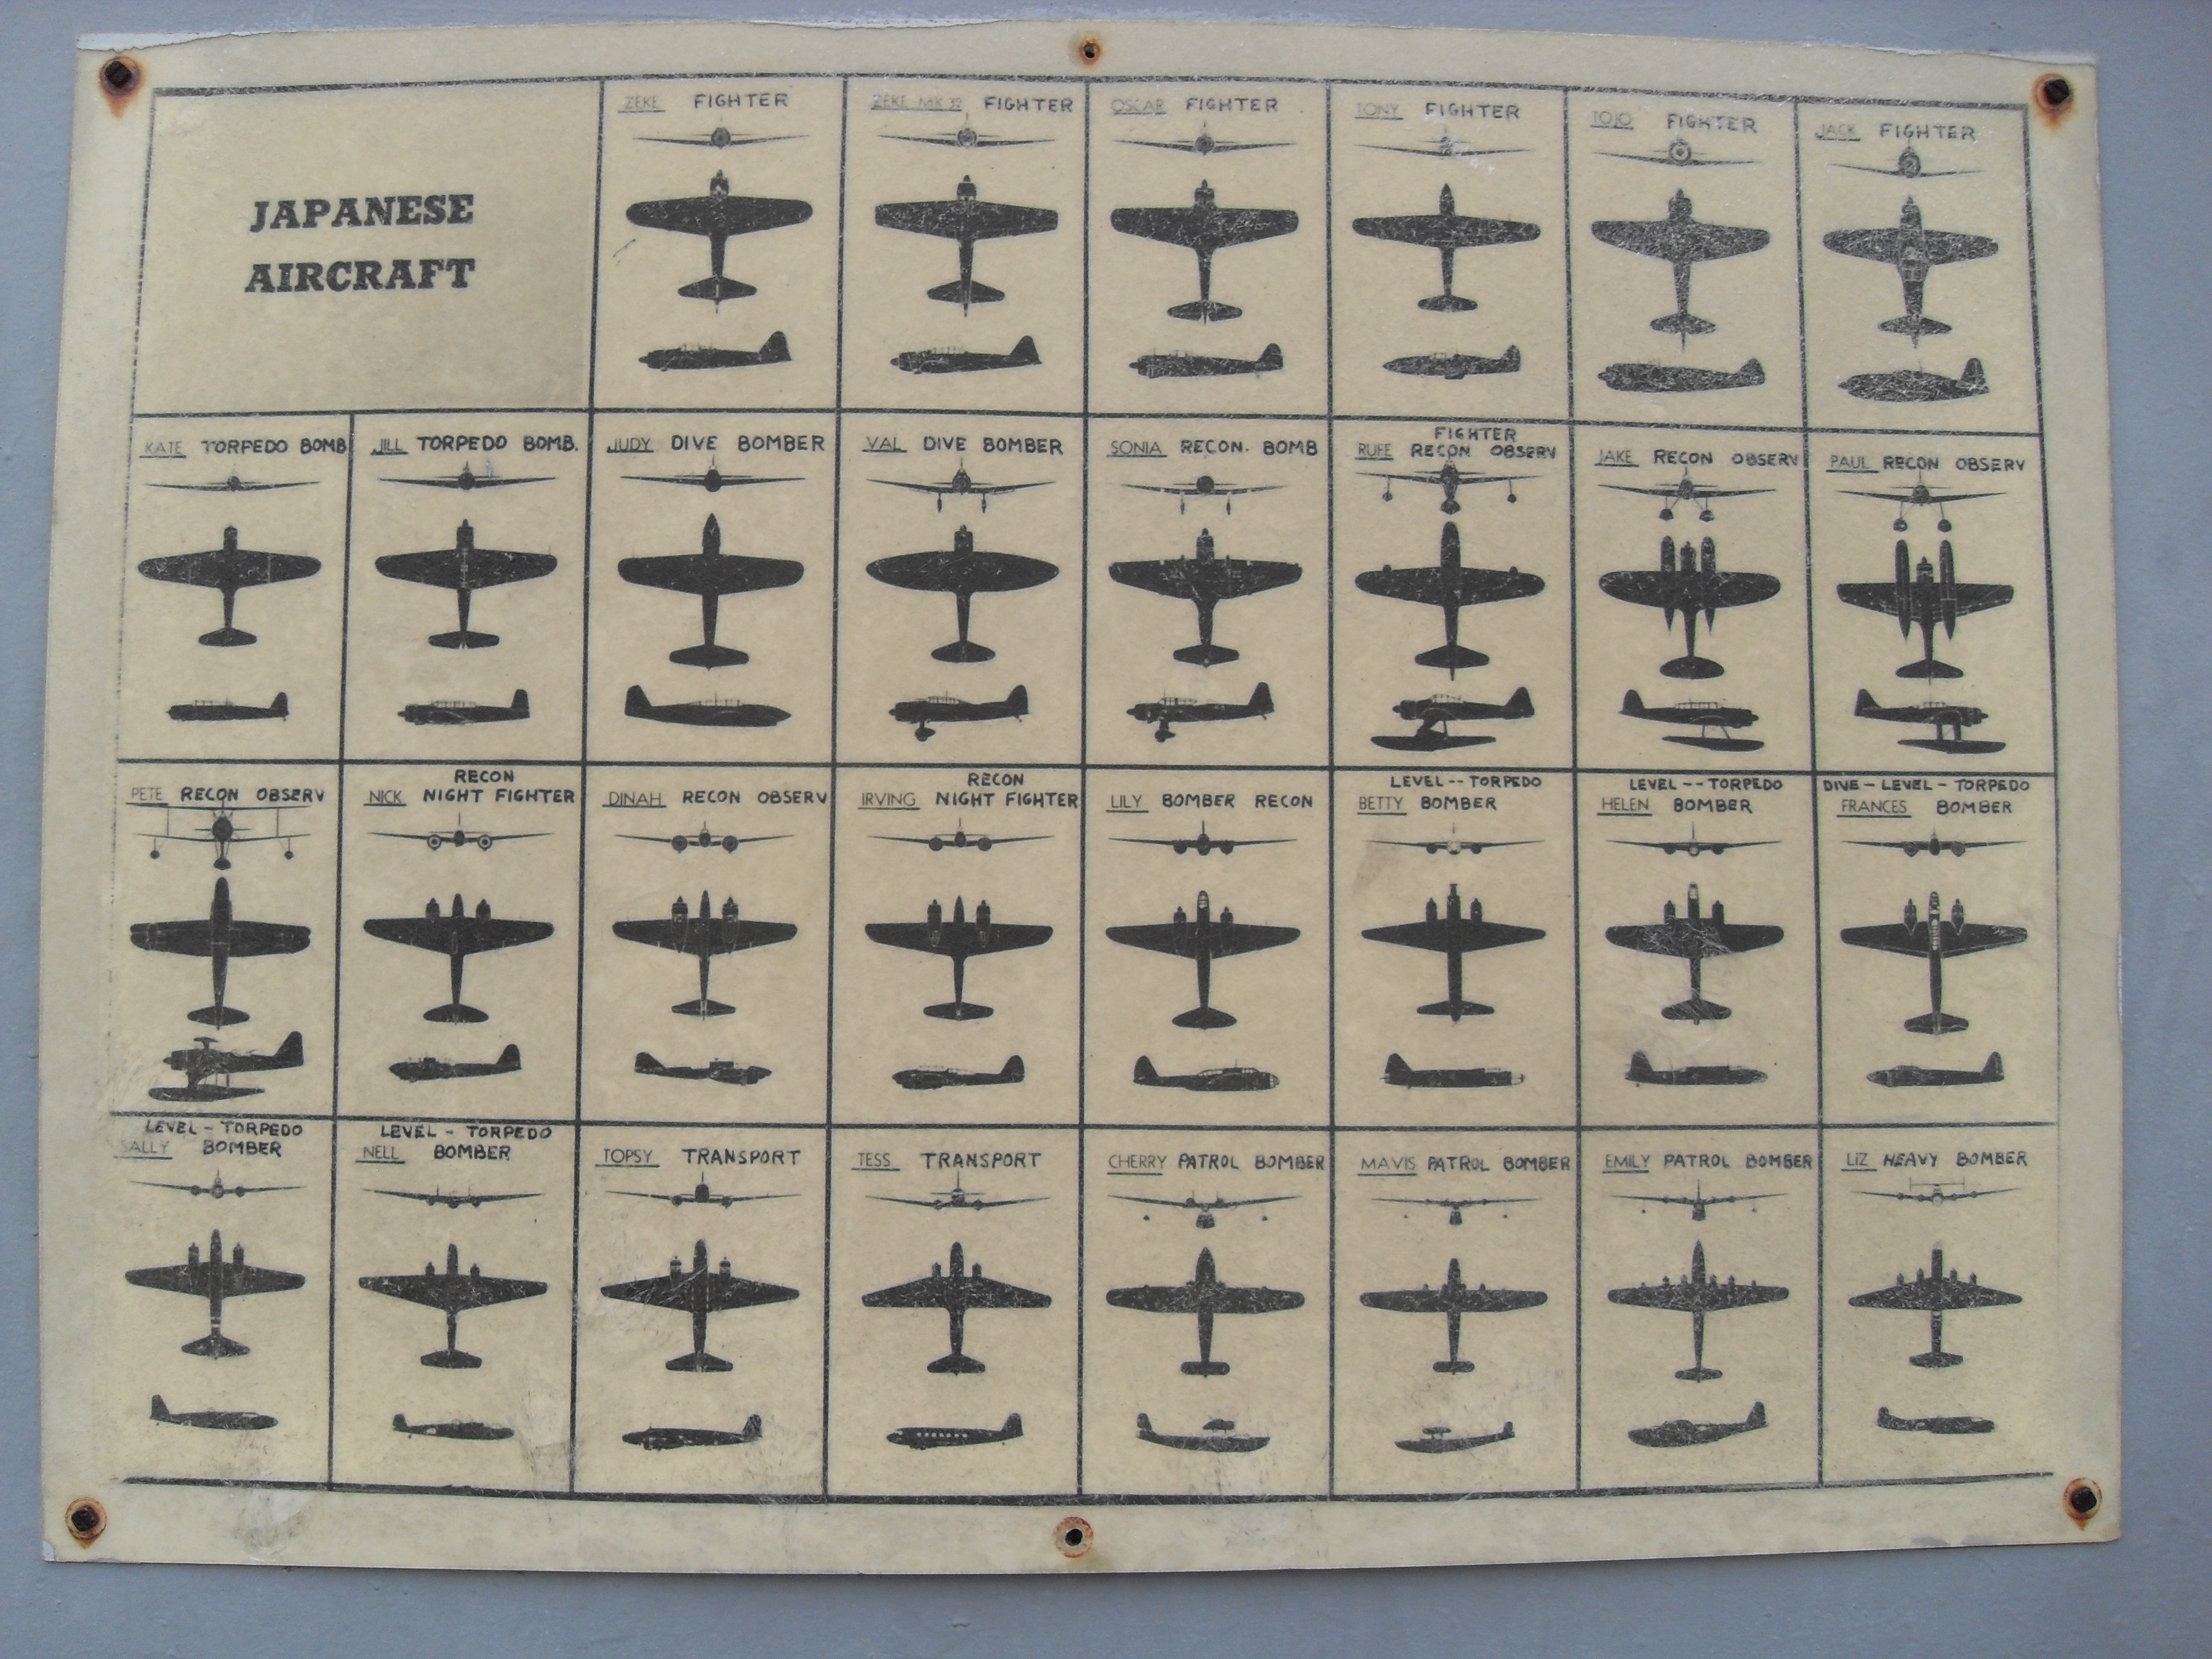 JAPANESE
AIRCRAFT
ZEKE FIGHTER
ZEKE MK 32 FIGHTER
OSCAR FIGHTER
TONY FIGHTER
TOJO FIGHTER
JACK FIGHTER
KATE TORPEDO BOMB
JILL TORPEDO BOMB.
JUDY DIVE BOMBER
VAL DIVE BOMBER
SONIA RECON. BOMB
FIGHTER
RUFE RECON OBSERV
JAKE RECON OBSERV
PAUL RECON OBSERV
PETE RECON OBSERV
RECON
NICK NIGHT FIGHTER
DINAH RECON OBSERV
RECON
IRVING NIGHT FIGHTER
LILY BOMBER RECON
LEVEL -- TORPEDO
BETTY BOMBER
LEVEL -- TORPEDO
HELEN BOMBER
DIVE - LEVEL - TORPEDO
FRANCES BOMBER
LEVEL - TORPEDO
SALLY BOMBER
LEVEL - TORPEDO
NELL BOMBER
TOPSY TRANSPORT
TESS TRANSPORT
CHERRY PATROL BOMBER
MAVIS PATROL BOMBER
EMILY PATROL BOMBER
LIZ HEAVY BOMBER